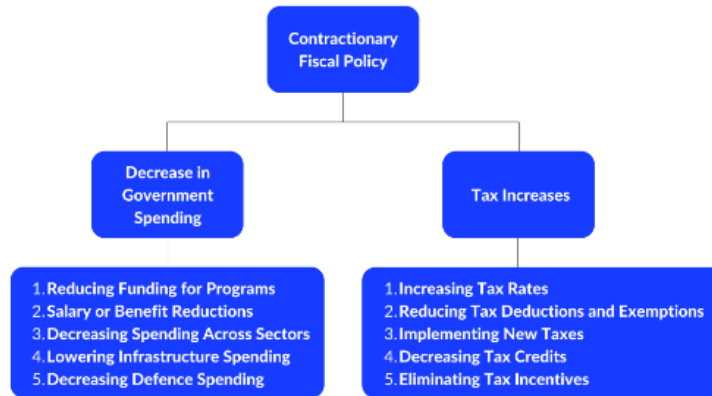 Contractionary
Fiscal Policy
Decrease in
Government
Spending
Tax Increases
1. Reducing Funding for Programs
2. Salary or Benefit Reductions
3. Decreasing Spending Across Sectors
4. Lowering Infrastructure Spending
5. Decreasing Defence Spending
1. Increasing Tax Rates
2. Reducing Tax Deductions and Exemptions
3. Implementing New Taxes
4. Decreasing Tax Credits
5. Eliminating Tax Incentives